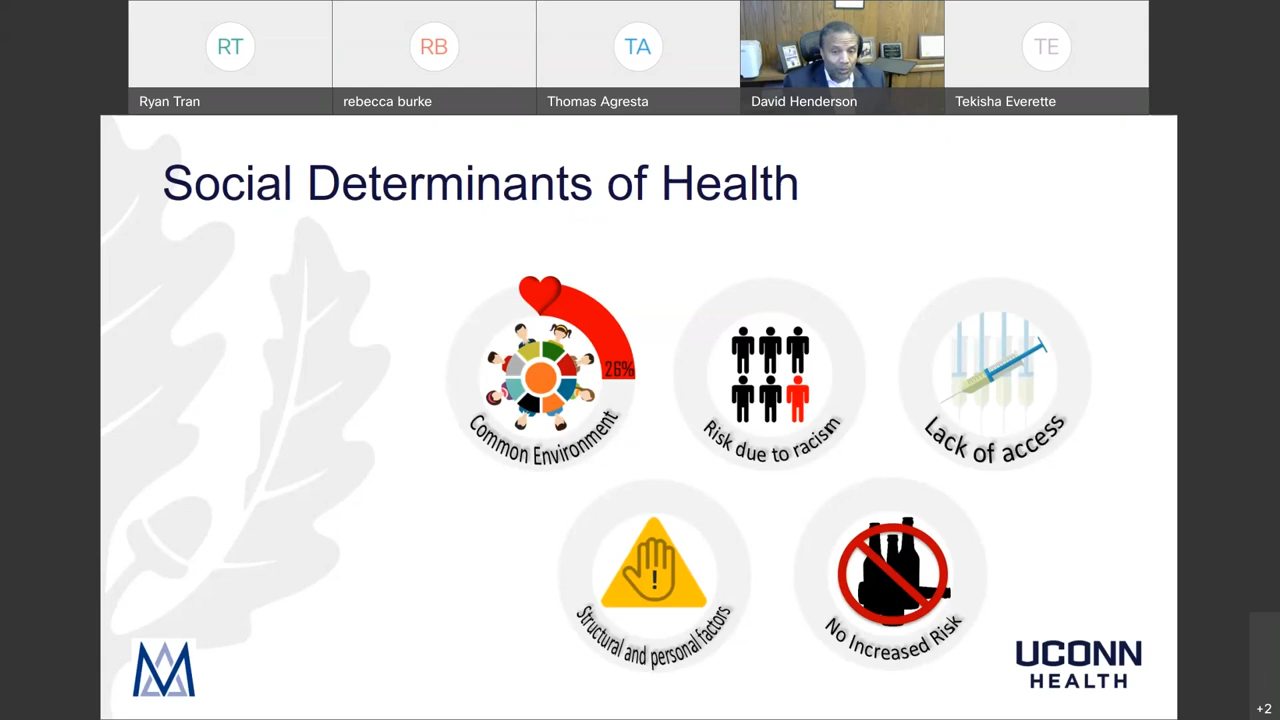 RT
RB
TA
TE
Ryan Tran
rebecca burke
Thomas Agresta
David Henderson
Tekisha Everette
Social Determinants of Health
26%
Common Environment
Risk due to racism
Lack of access
!
Structural and personal factors
No Increased Risk
UCONN
HEALTH
+2